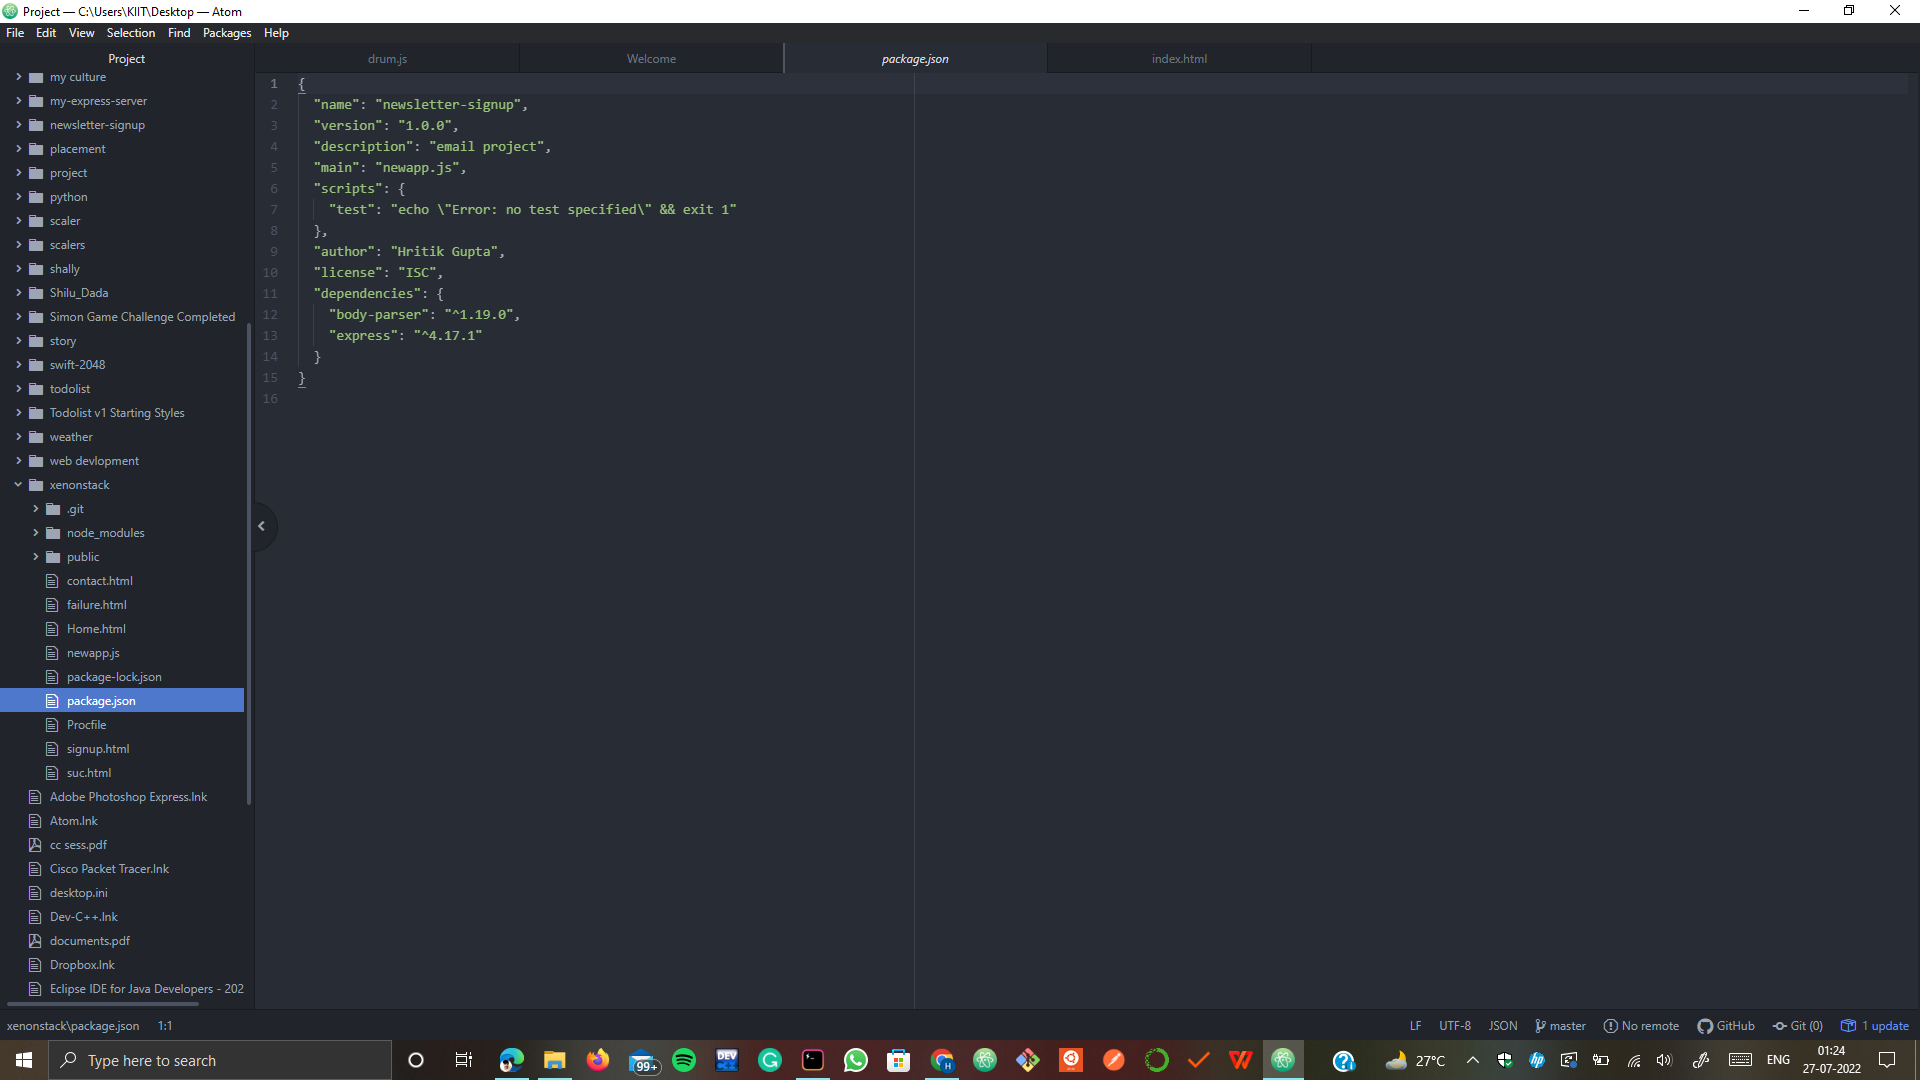 Project — C:\Users\KIIT\Desktop — Atom
File Edit View Selection Find Packages Help
Project
my culture
my-express-server
newsletter-signup
placement
project
python
scaler
scalers
shally
Shilu_Dada
Simon Game Challenge Completed
story
swift-2048
todolist
Todolist v1 Starting Styles
weather
web devlopment
xenonstack
.git
node_modules
public
contact.html
failure.html
Home.html
newapp.js
package-lock.json
package.json
Procfile
signup.html
suc.html
Adobe Photoshop Express.lnk
Atom.lnk
cc sess.pdf
Cisco Packet Tracer.lnk
desktop.ini
Dev-C++.lnk
documents.pdf
Dropbox.lnk
Eclipse IDE for Java Developers - 202
drum.js Welcome package.json index.html
1 {
2 "name": "newsletter-signup",
3 "version": "1.0.0",
4 "description": "email project",
5 "main": "newapp.js",
6 "scripts": {
7 "test": "echo \"Error: no test specified\" && exit 1"
8 },
9 "author": "Hritik Gupta",
10 "license": "ISC",
11 "dependencies": {
12 "body-parser": "^1.19.0",
13 "express": "^4.17.1"
14 }
15 }
16
xenonstack\package.json 1:1 LF UTF-8 JSON master No remote GitHub Git (0) 1 update
Type here to search 99+ DEV H 27°C ENG 01:24
27-07-2022